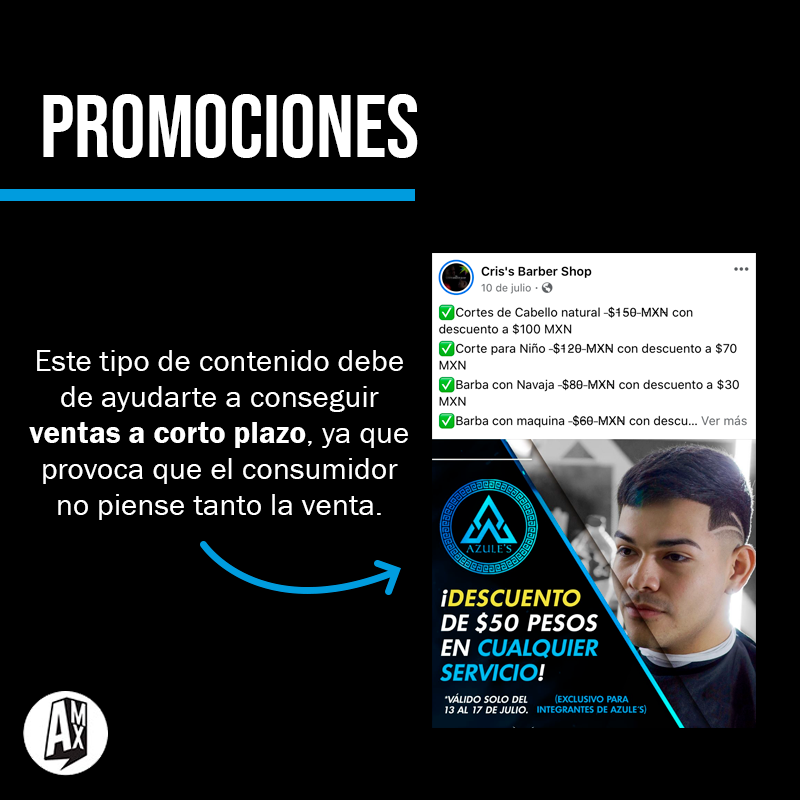 PROMOCIONES
Este tipo de contenido debe
de ayudarte a conseguir
ventas a corto plazo, ya que
provoca que el consumidor
no piense tanto la venta.
Cris's Barber Shop
10 de julio ·
✅Cortes de Cabello natural -$150-MXN con
descuento a $100 MXN
✅Corte para Niño -$120-MXN con descuento a $70
MXN
✅Barba con Navaja -$80-MXN con descuento a $30
MXN
✅Barba con maquina -$60-MXN con descu... Ver más
AZULE'S
¡DESCUENTO
DE $50 PESOS
EN CUALQUIER
SERVICIO!
*VÁLIDO SOLO DEL
13 AL 17 DE JULIO.
(EXCLUSIVO PARA
INTEGRANTES DE AZULE'S)
AMX